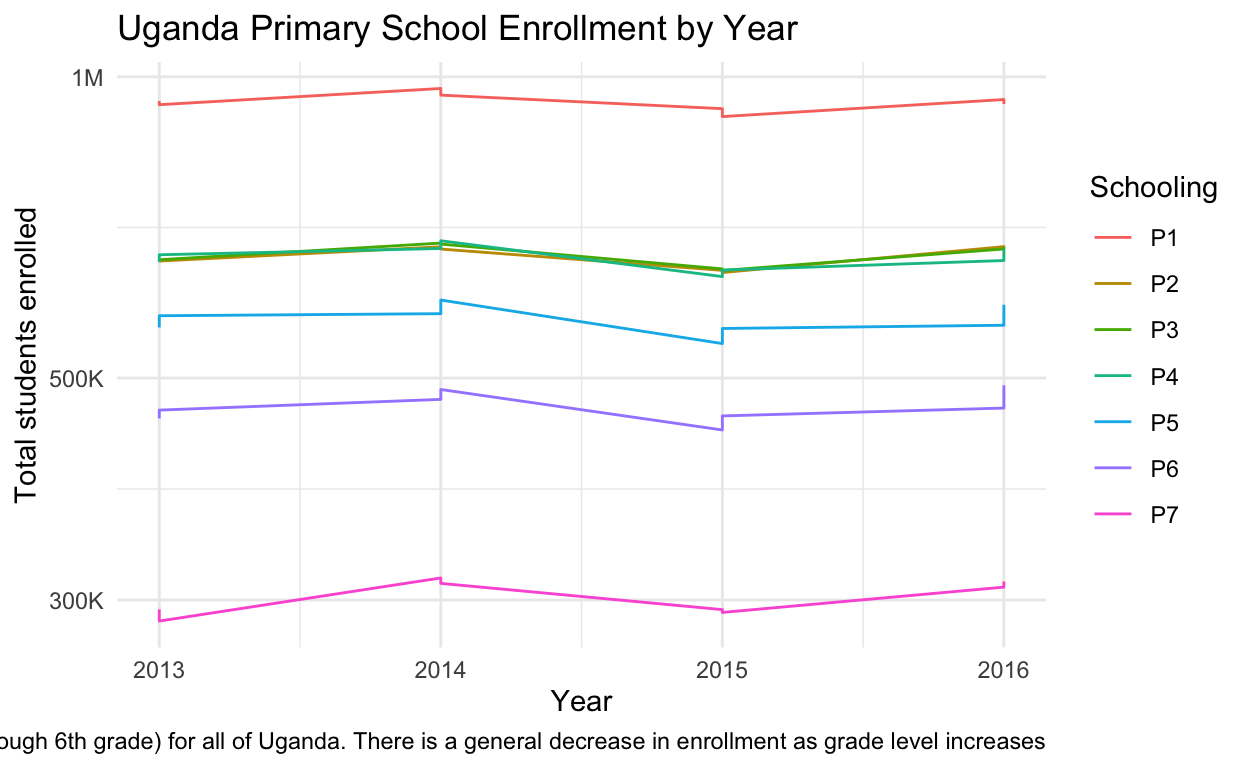 Uganda Primary School Enrollment by Year
Total students enrolled
1M
500K
300K
2013 2014 2015 2016
Year
Schooling
P1
P2
P3
P4
P5
P6
P7
6th grade) for all of Uganda. There is a general decrease in enrollment as grade level increases